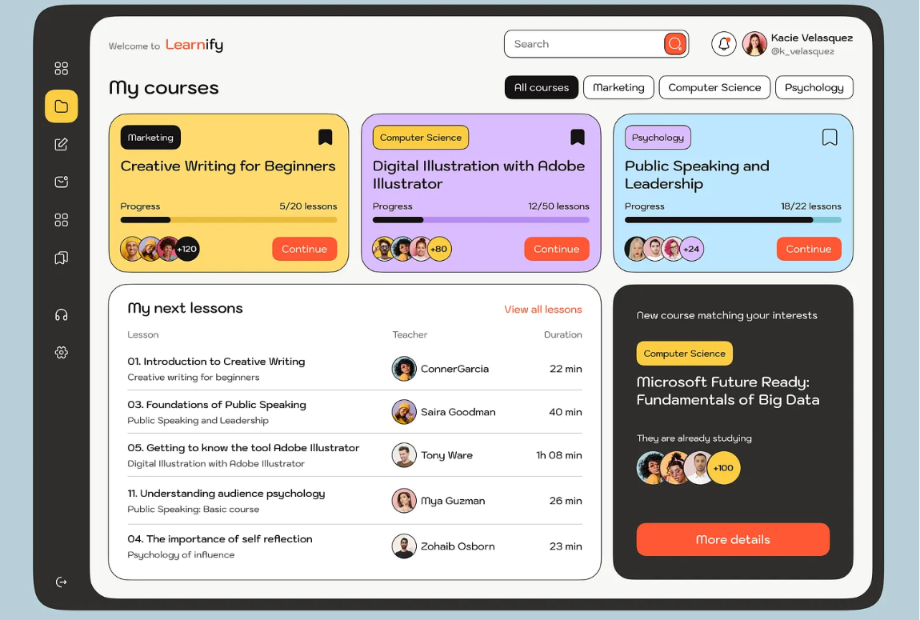 Welcome to Learnify
Search
Kacie Velasquez
@k_velasquez
My courses
All courses
Marketing
Computer Science
Psychology
Marketing
Creative Writing for Beginners
Progress
5/20 lessons
+120
Continue
Computer Science
Digital Illustration with Adobe
Illustrator
Progress
12/50 lessons
+80
Continue
Psychology
Public Speaking and
Leadership
Progress
18/22 lessons
+24
Continue
My next lessons
View all lessons
Lesson
Teacher
Duration
01. Introduction to Creative Writing
Creative writing for beginners
ConnerGarcia
22 min
03. Foundations of Public Speaking
Public Speaking and Leadership
Saira Goodman
40 min
05. Getting to know the tool Adobe Illustrator
Digital Illustration with Adobe Illustrator
Tony Ware
1h 08 min
11. Understanding audience psychology
Public Speaking: Basic course
Mya Guzman
26 min
04. The importance of self reflection
Psychology of influence
Zohaib Osborn
23 min
New course matching your interests
Computer Science
Microsoft Future Ready:
Fundamentals of Big Data
They are already studying
+100
More details